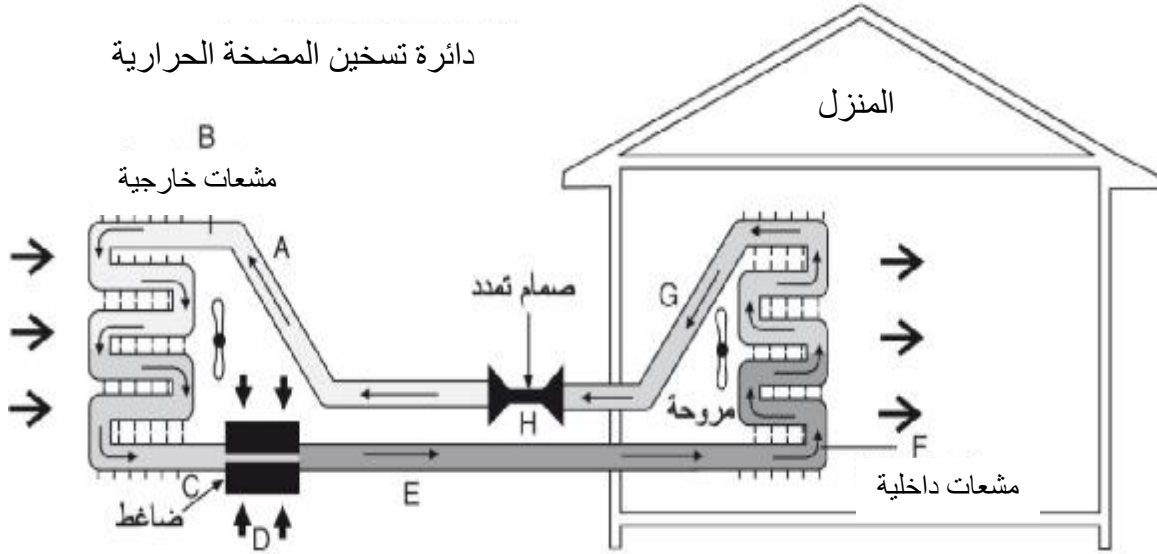 دائرة تسخين المضخة الحرارية
المنزل
B
مشعات خارجية
A
صمام تمدد
G
H
مروحة
F
مشعات داخلية
C
E
ضاغط
D